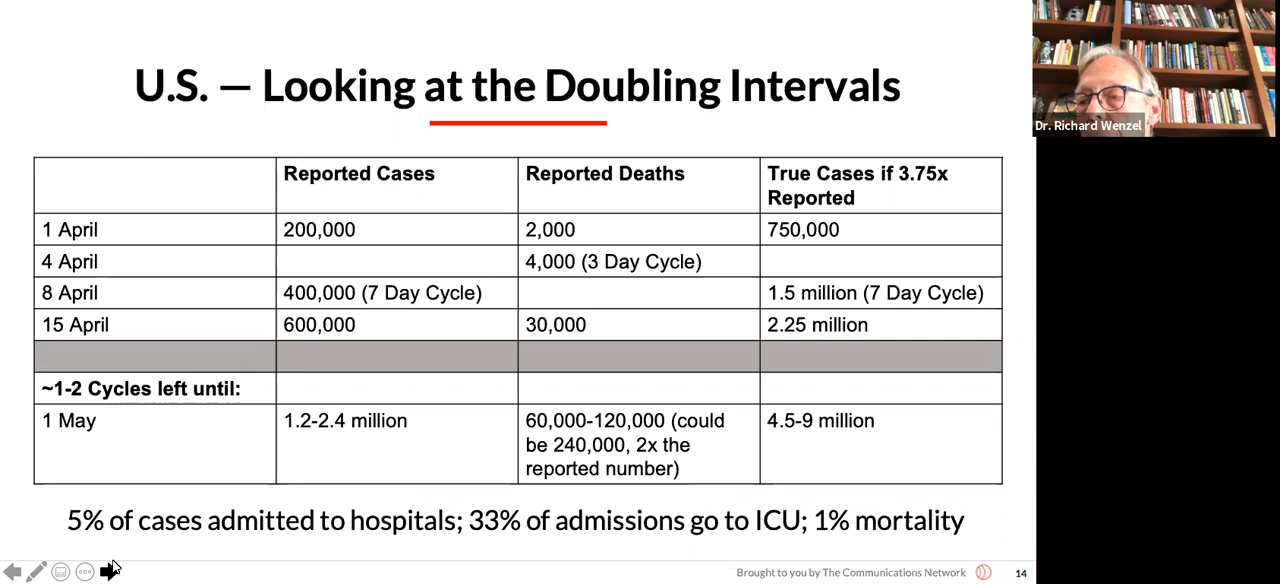 U.S. — Looking at the Doubling Intervals
Dr. Richard Wenzel
Reported Cases
Reported Deaths
True Cases if 3.75x
Reported
1 April
200,000
2,000
750,000
4 April
4,000 (3 Day Cycle)
8 April
400,000 (7 Day Cycle)
1.5 million (7 Day Cycle)
15 April
600,000
30,000
2.25 million
~1-2 Cycles left until:
1 May
1.2-2.4 million
60,000-120,000 (could
be 240,000, 2x the
reported number)
4.5-9 million
5% of cases admitted to hospitals; 33% of admissions go to ICU; 1% mortality
Brought to you by The Communications Network
14